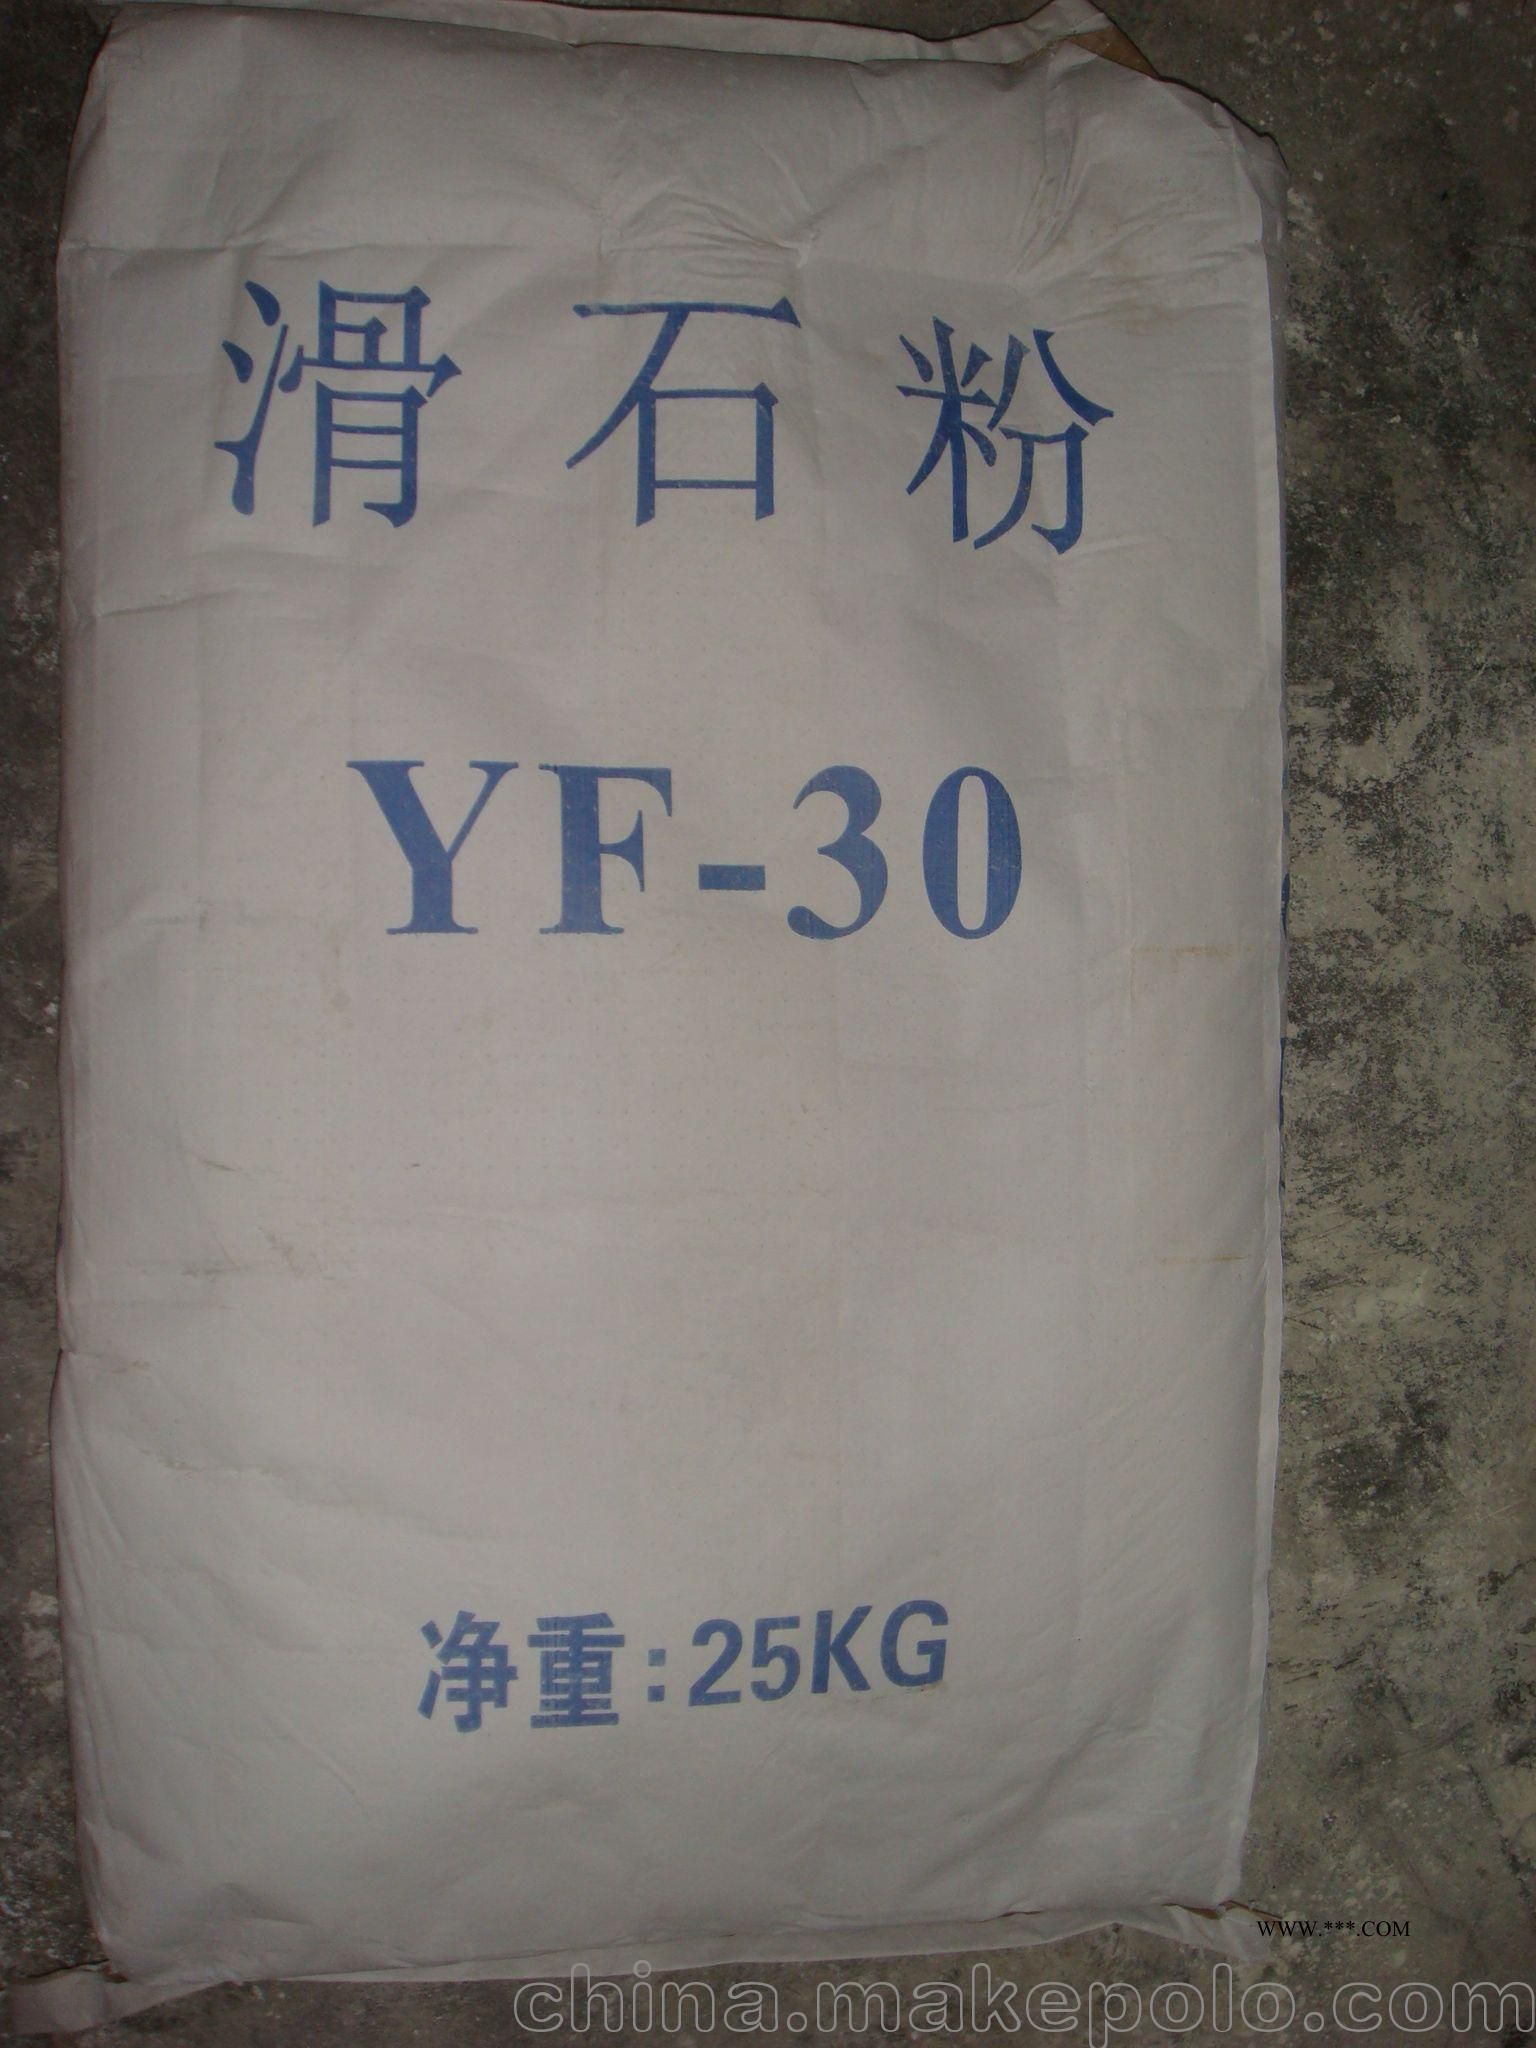 滑石粉
YF-30
净重:25KG
WWW.***.COM
china.makepolo.com